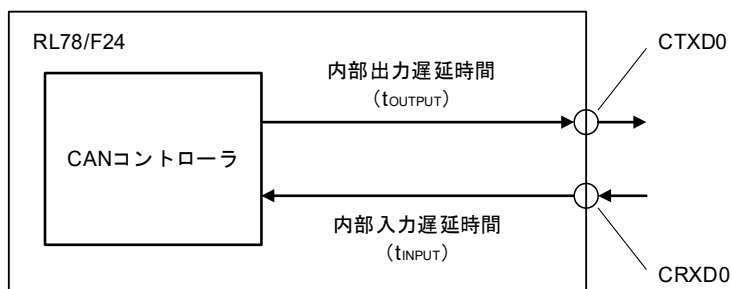 RL78/F24
CTXD0
内部出力遅延時間
（tOUTPUT）
CANコントローラ
内部入力遅延時間
（tINPUT）
CRXD0